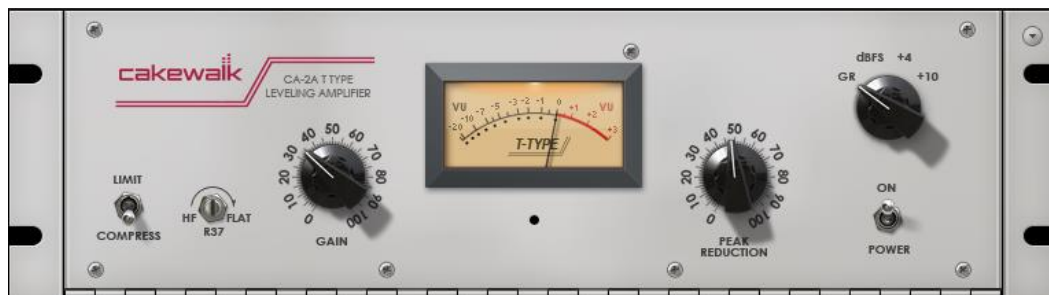 cakewalk
CA-2A T TYPE
LEVELING AMPLIFIER
LIMIT
COMPRESS
HF FLAT
R37
0 10 20 30 40 50 60 70 80 90 100
GAIN
VU VU
-20 -10 -7 -5 -3 -2 -1 0 +1 +2 +3
T-TYPE
0 10 20 30 40 50 60 70 80 90 100
PEAK
REDUCTION
GR dBFS +4 +10
ON
POWER